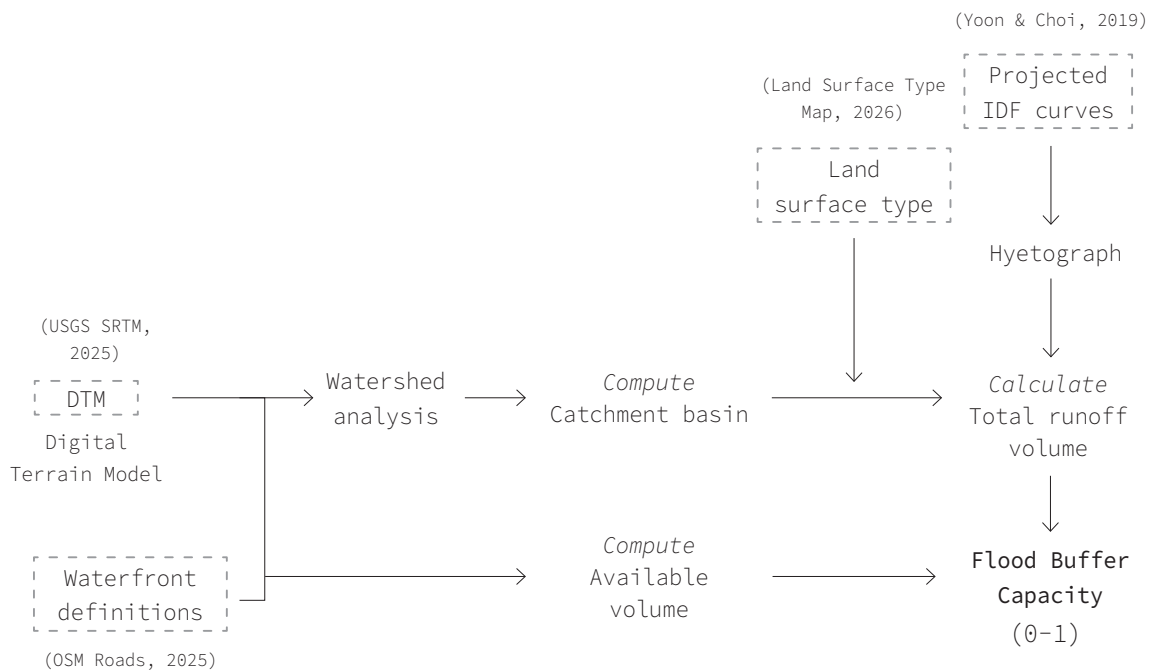 (Yoon & Choi, 2019)
Projected
IDF curves
(Land Surface Type
Map, 2026)
Land
surface type
Hyetograph
(USGS SRTM,
2025)
DTM
Digital
Terrain Model
Watershed
analysis
Compute
Catchment basin
Calculate
Total runoff
volume
Waterfront
definitions
(OSM Roads, 2025)
Compute
Available
volume
Flood Buffer
Capacity
(0-1)